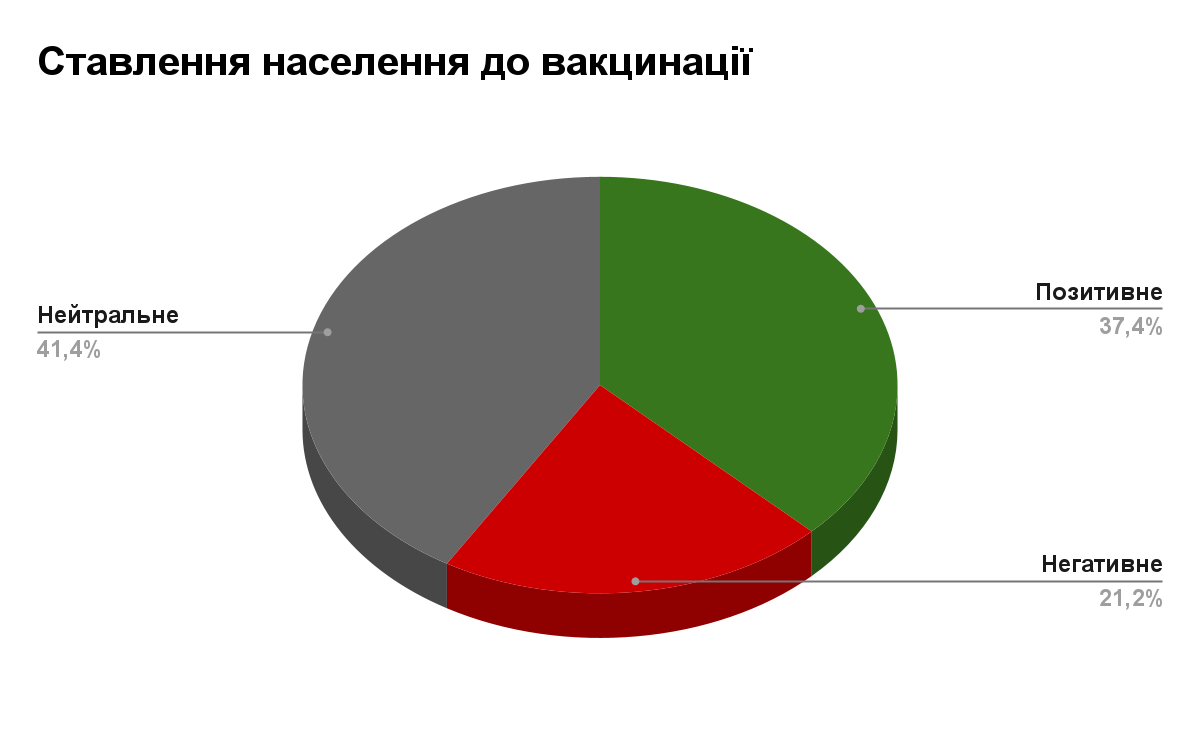 Ставлення населення до вакцинації
Позитивне
37,4%
Нейтральне
41,4%
Негативне
21,2%